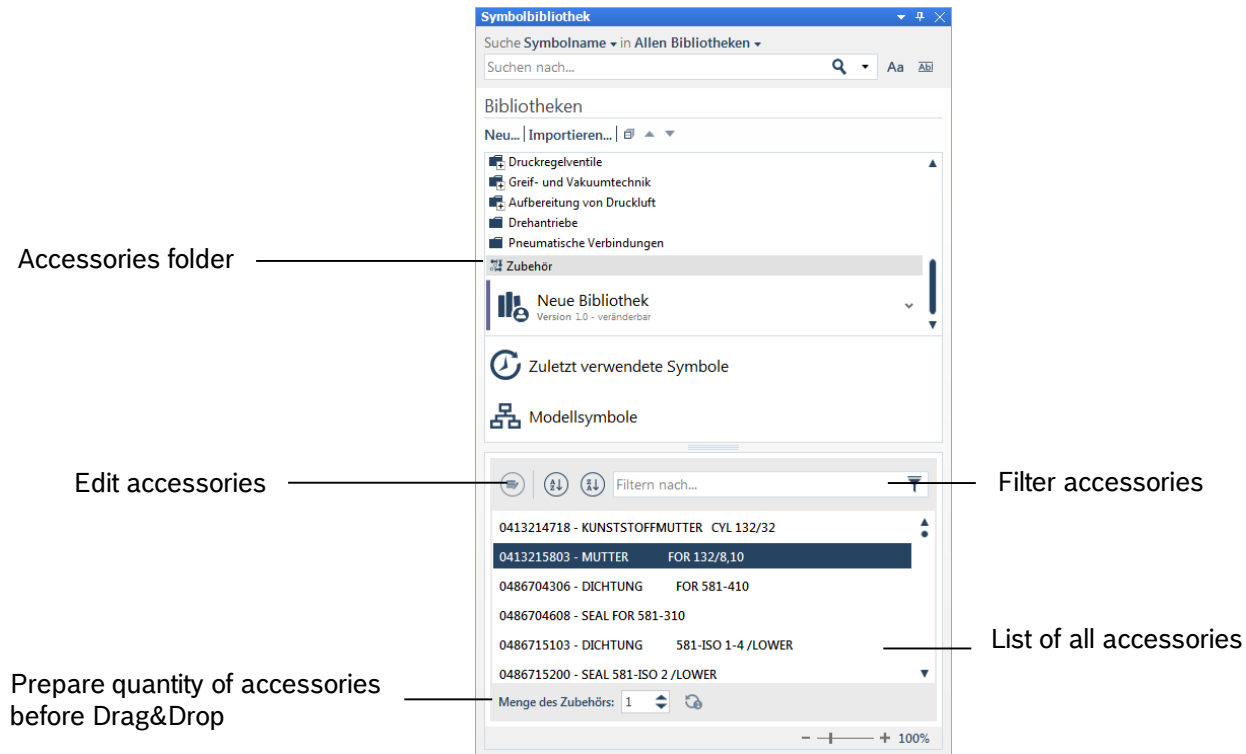 Symbolbibliothek
Suche Symbolname in Allen Bibliotheken
Suchen nach...
Aa Ab
Bibliotheken
Neu... Importieren...
Druckregelventile
Greif- und Vakuumtechnik
Aufbereitung von Druckluft
Drehantriebe
Pneumatische Verbindungen
Accessories folder
Zubehör
Neue Bibliothek
Version 1.0 - veränderbar
Zuletzt verwendete Symbole
Modellsymbole
Edit accessories
Filtern nach...
Filter accessories
0413214718 - KUNSTSTOFFMUTTER CYL 132/32
0413215803 - MUTTER FOR 132/8,10
0486704306 - DICHTUNG FOR 581-410
0486704608 - SEAL FOR 581-310
0486715103 - DICHTUNG 581-ISO 1-4 /LOWER
List of all accessories
0486715200 - SEAL 581-ISO 2 /LOWER
Prepare quantity of accessories
before Drag&Drop
Menge des Zubehörs: 1
100%